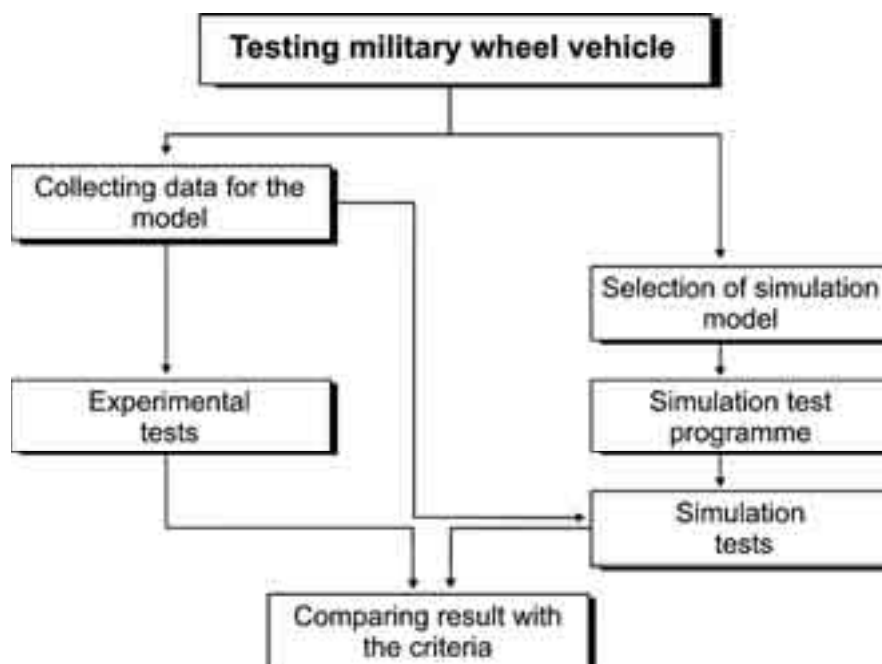 Testing military wheel vehicle
Collecting data for the
model
Selection of simulation
model
Experimental
tests
Simulation test
programme
Simulation
tests
Comparing result with
the criteria